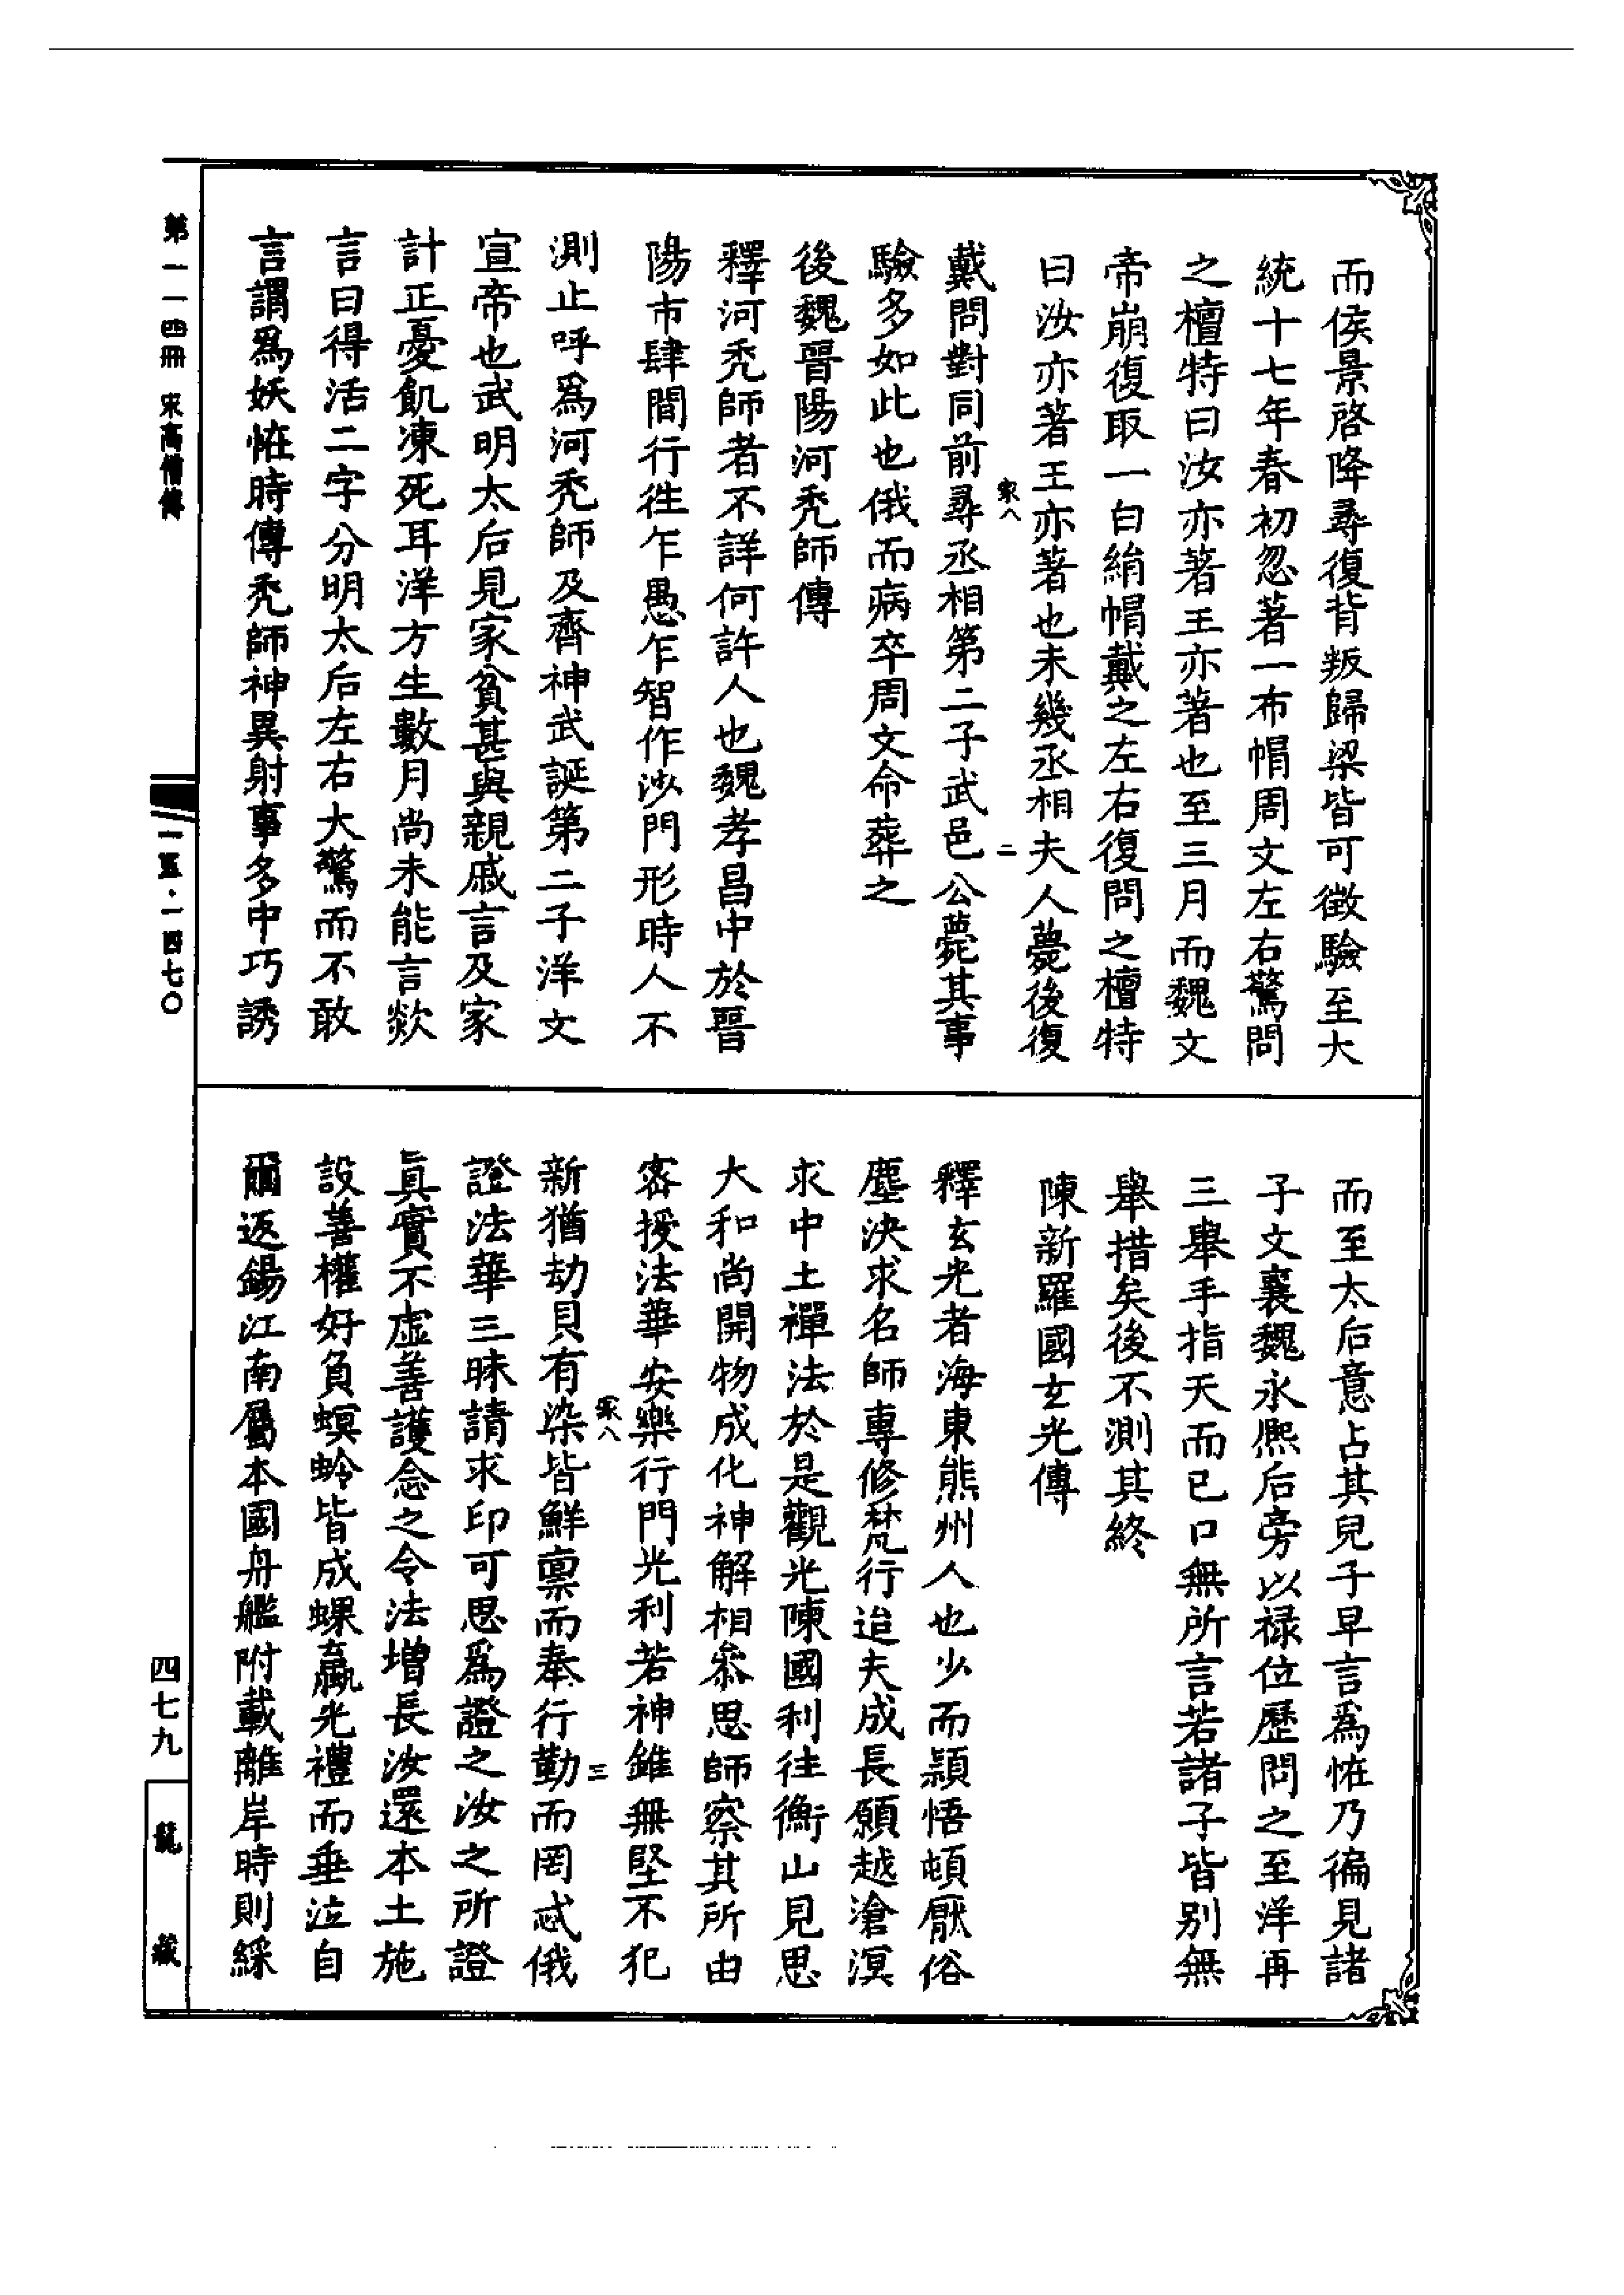 而侯景啓降尋復背叛歸梁皆可徵驗至大
統十七年春初忽著一布帽周文左右驚問
之檀特曰汝亦著王亦著也至三月而魏文
帝崩復取一白絹帽戴之左右復問之檀特
曰汝亦著王亦著也未幾丞相夫人薨後復
家八
二
戴問對同前尋丞相第二子武邑公薨其事
驗多如此也俄而病卒周文命葬之
後魏晉陽河禿師傳
釋河禿師者不詳何許人也魏孝昌中於晉
陽市肆間行徃乍愚乍智作沙門形時人不
測止呼爲河禿師及齊神武誕第二子洋文
宣帝也武明太后見家貧甚與親戚言及家
計正憂飢凍死耳洋方生數月尚未能言欻
言曰得活二字分明太后左右大驚而不敢
言謂爲妖恠時傳禿師神異射事多中巧誘
而至太后意占其兒子早言爲恠乃徧見諸
子文襄魏永熈后旁以祿位歷問之至洋再
三舉手指天而已口無所言若諸子皆別無
舉措矣後不測其終
陳新羅國玄光傳
釋玄光者海東熊州人也少而穎悟頓厭俗
塵決求名師專修梵行迨夫成長願越滄溟
求中土禪法於是觀光陳國利往衡山見思
大和尚開物成化神解相叅思師察其所由
密授法華安樂行門光利若神錐無堅不犯
家八
三
新猶劫貝有染皆鮮稟而奉行勤而罔忒俄
證法華三昧請求印可思爲證之汝之所證
眞實不虛善護念之令法增長汝還本土施
設善權好負螟蛉皆成蜾蠃光禮而垂泣自
爾返錫江南屬本國舟艦附載離岸時則綵
第一一四冊 宋高僧傳
一五·一四七〇
四七九
龍藏